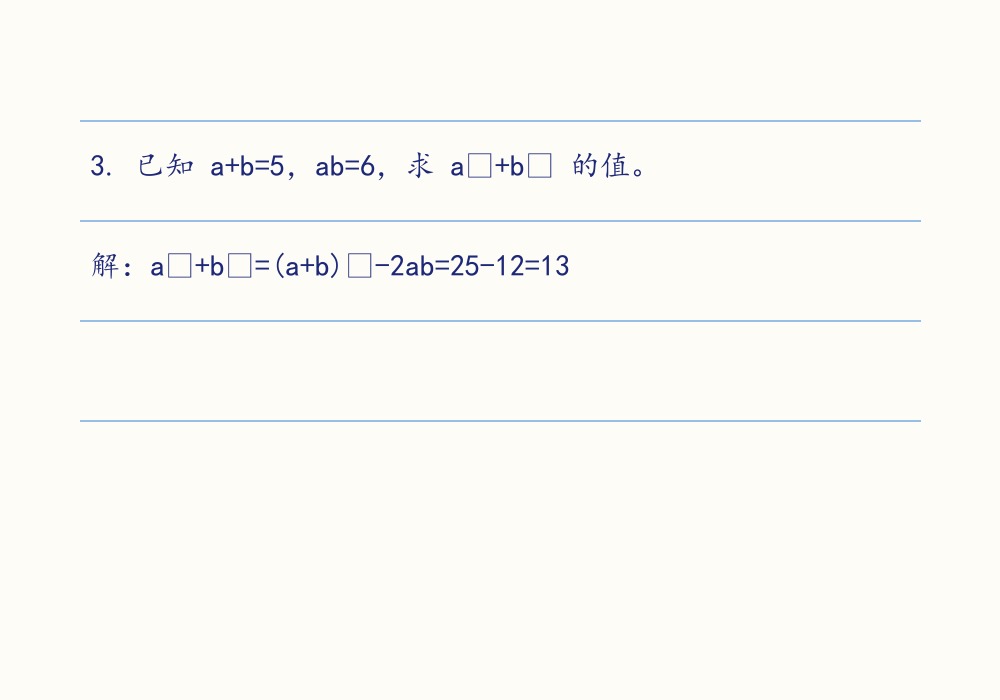 3. 已知 a+b=5, ab=6, 求 a□+b□ 的值。
解: a□+b□=(a+b)□-2ab=25-12=13